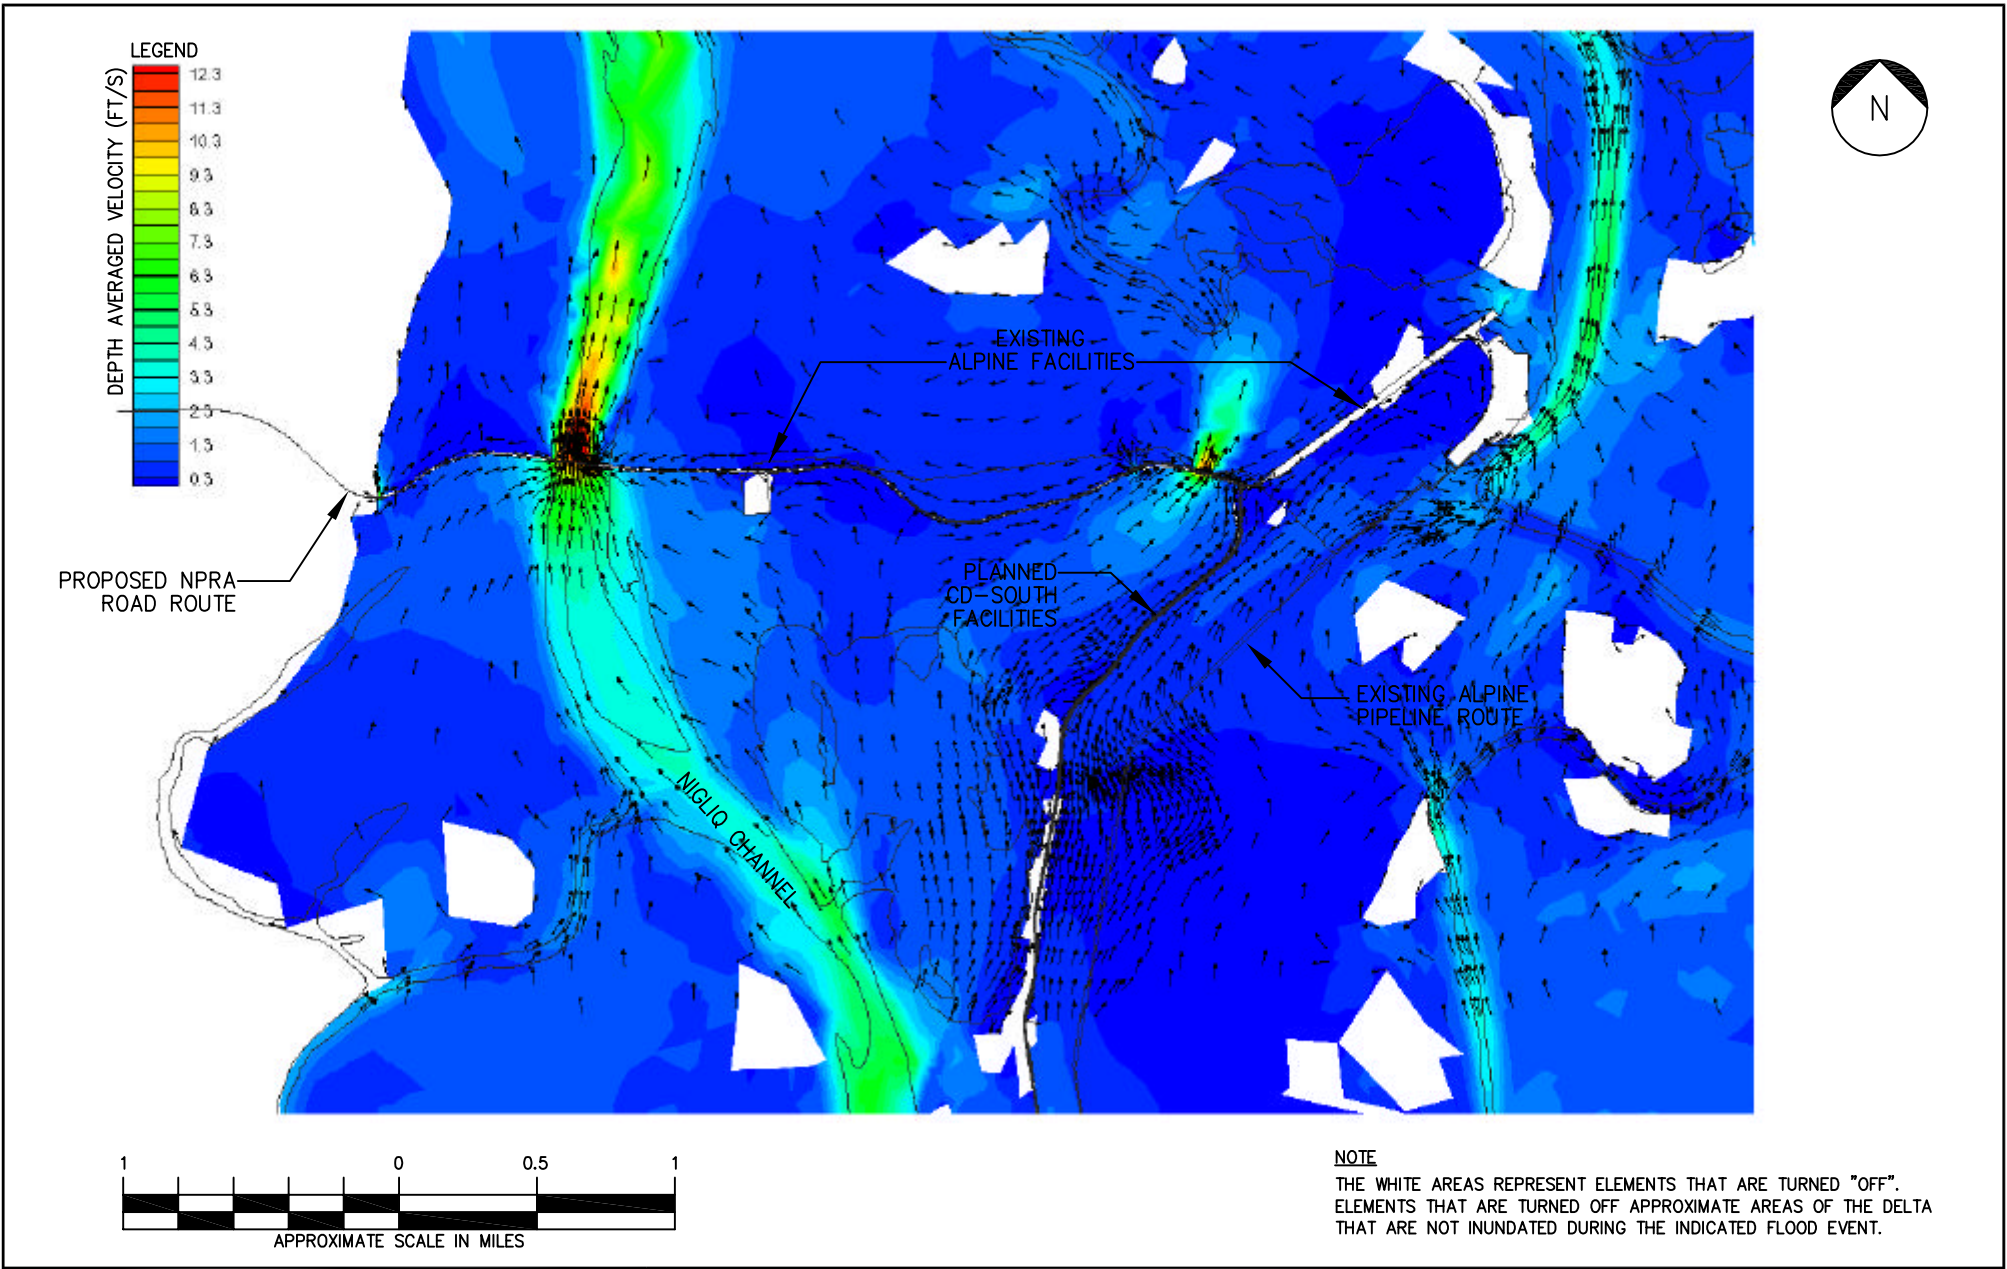 LEGEND
DEPTH AVERAGED VELOCITY (FT/S)
12.3
11.3
10.3
9.3
8.3
7.3
6.3
5.3
4.3
3.3
2.3
1.3
0.3
N
EXISTING
ALPINE FACILITIES
PROPOSED NPRA
ROAD ROUTE
PLANNED
CD-SOUTH
FACILITIES
EXISTING ALPINE
PIPELINE ROUTE
NIGLIQ CHANNEL
1 0 0.5 1
APPROXIMATE SCALE IN MILES
NOTE
THE WHITE AREAS REPRESENT ELEMENTS THAT ARE TURNED "OFF".
ELEMENTS THAT ARE TURNED OFF APPROXIMATE AREAS OF THE DELTA
THAT ARE NOT INUNDATED DURING THE INDICATED FLOOD EVENT.